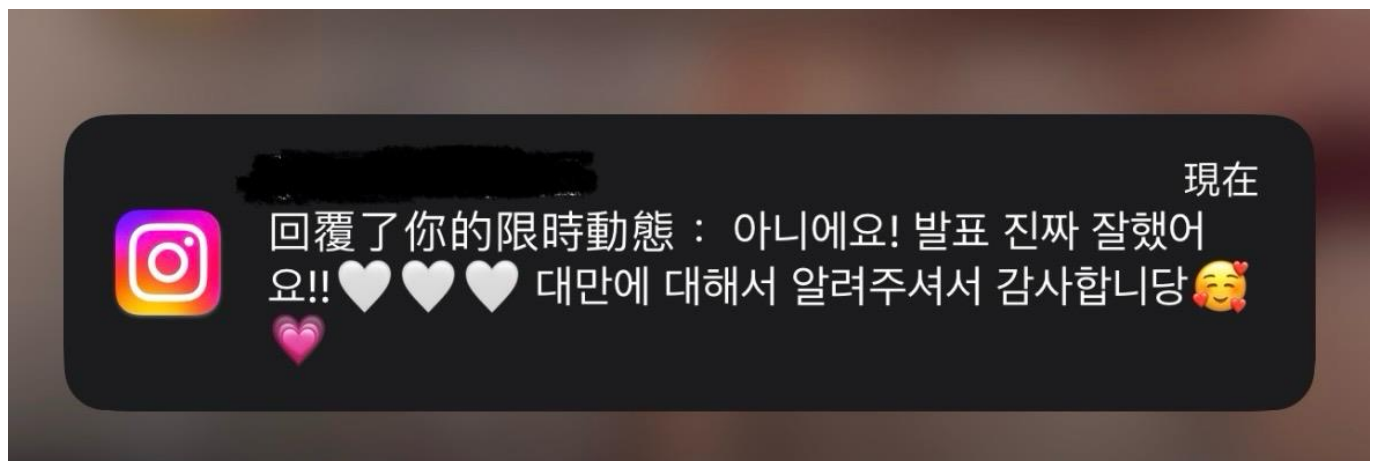 現在
回覆了你的限時動態： 아니에요! 발표 진짜 잘했어
요!!🤍🤍🤍 대만에 대해서 알려주셔서 감사합니당🥰
💗